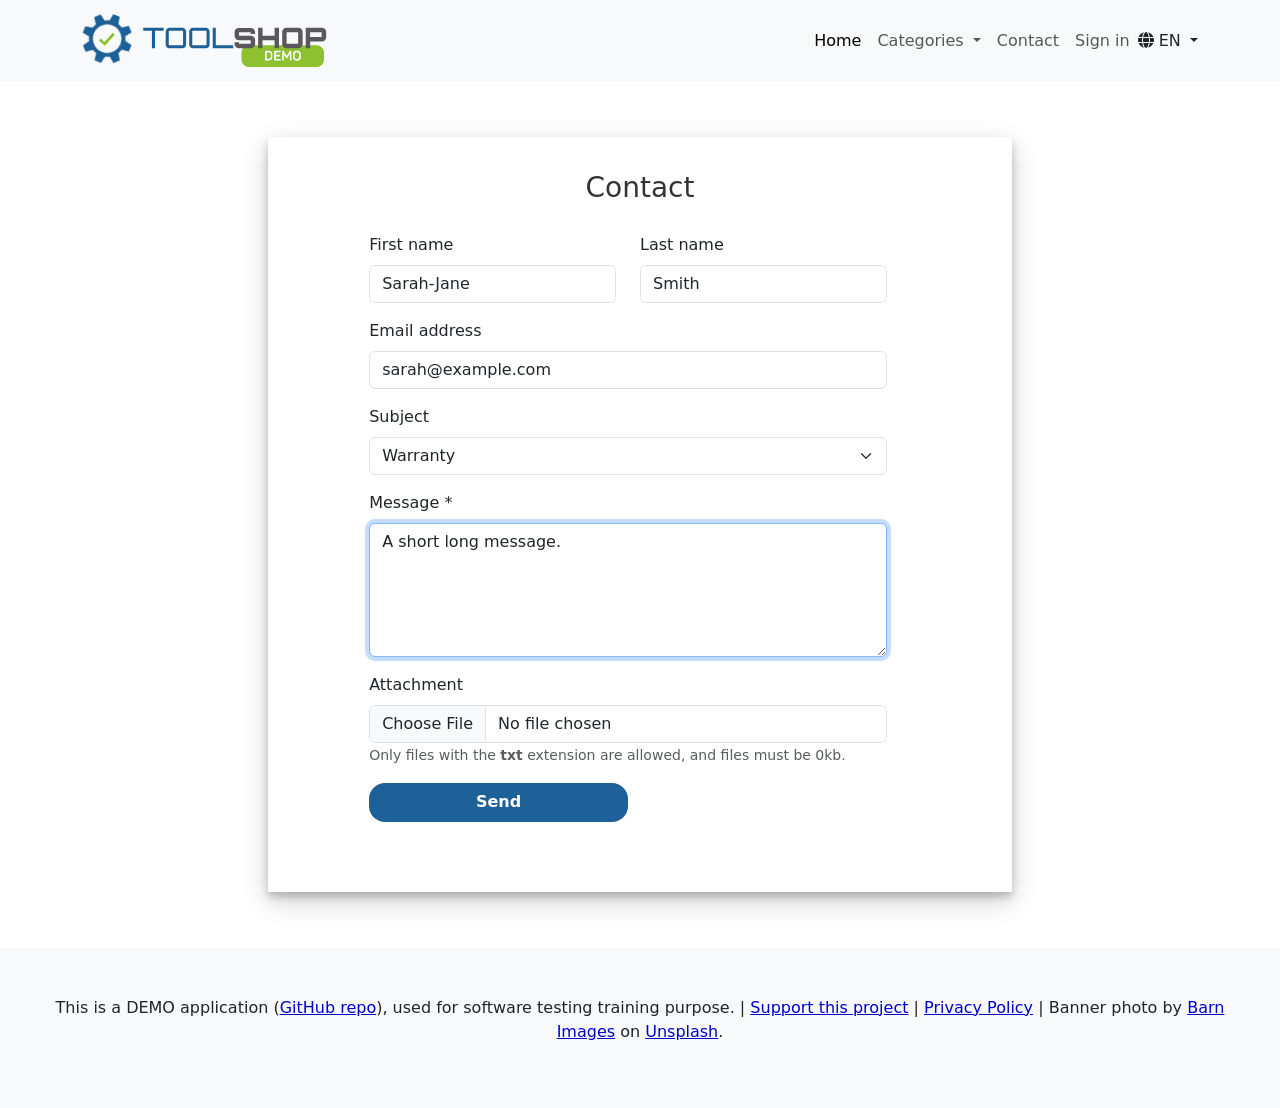 TOOLSHOP
DEMO
Home Categories Contact Sign in EN
Contact
First name Last name
Sarah-Jane Smith
Email address
sarah@example.com
Subject
Warranty
Message *
A short long message.
Attachment
Choose File No file chosen
Only files with the txt extension are allowed, and files must be 0kb.
Send
This is a DEMO application (GitHub repo), used for software testing training purpose. | Support this project | Privacy Policy | Banner photo by Barn
Images on Unsplash.